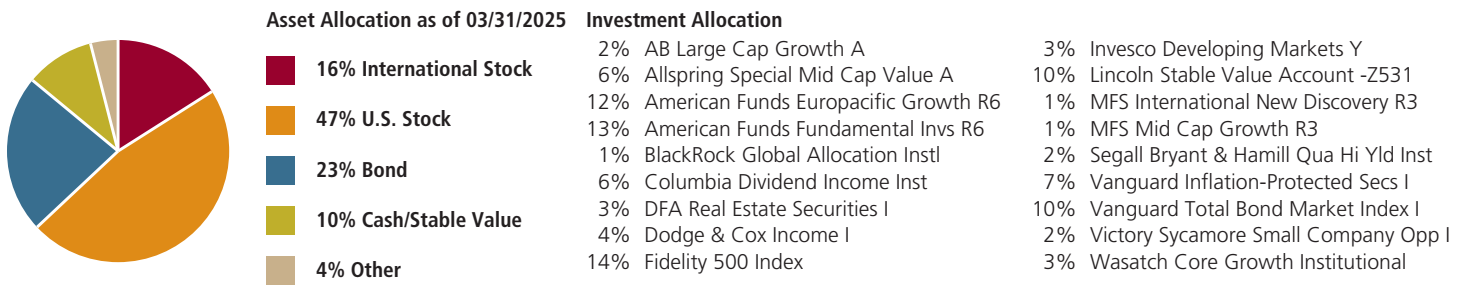 Asset Allocation as of 03/31/2025
16% International Stock
47% U.S. Stock
23% Bond
10% Cash/Stable Value
4% Other
Investment Allocation
2% AB Large Cap Growth A
6% Allspring Special Mid Cap Value A
12% American Funds Europacific Growth R6
13% American Funds Fundamental Invs R6
1% BlackRock Global Allocation Instl
6% Columbia Dividend Income Inst
3% DFA Real Estate Securities I
4% Dodge & Cox Income I
14% Fidelity 500 Index
3% Invesco Developing Markets Y
10% Lincoln Stable Value Account -Z531
1% MFS International New Discovery R3
1% MFS Mid Cap Growth R3
2% Segall Bryant & Hamill Qua Hi Yld Inst
7% Vanguard Inflation-Protected Secs I
10% Vanguard Total Bond Market Index I
2% Victory Sycamore Small Company Opp I
3% Wasatch Core Growth Institutional